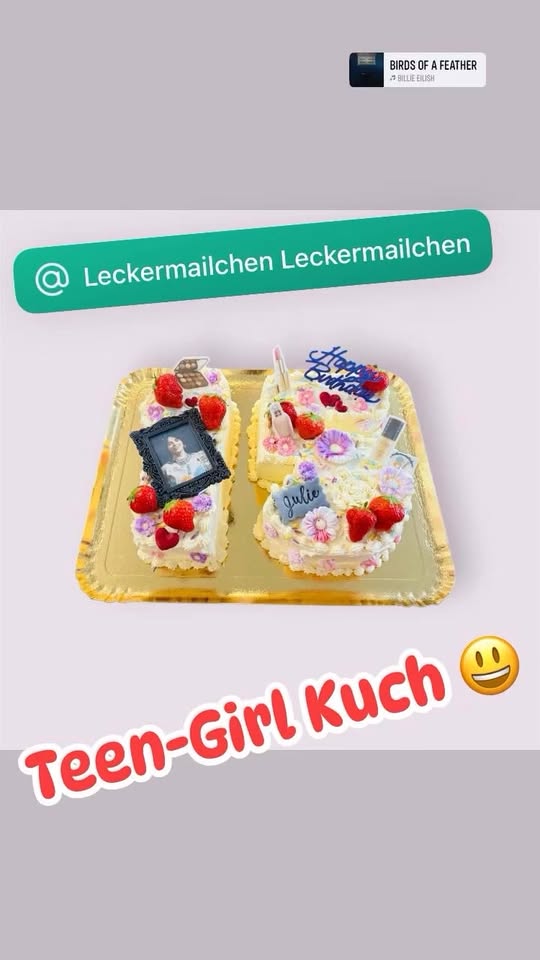 BIRDS OF A FEATHER
BILLIE EILISH
@ Leckermailchen Leckermailchen
Happy
Birthday
Julie
Teen-Girl Kuch